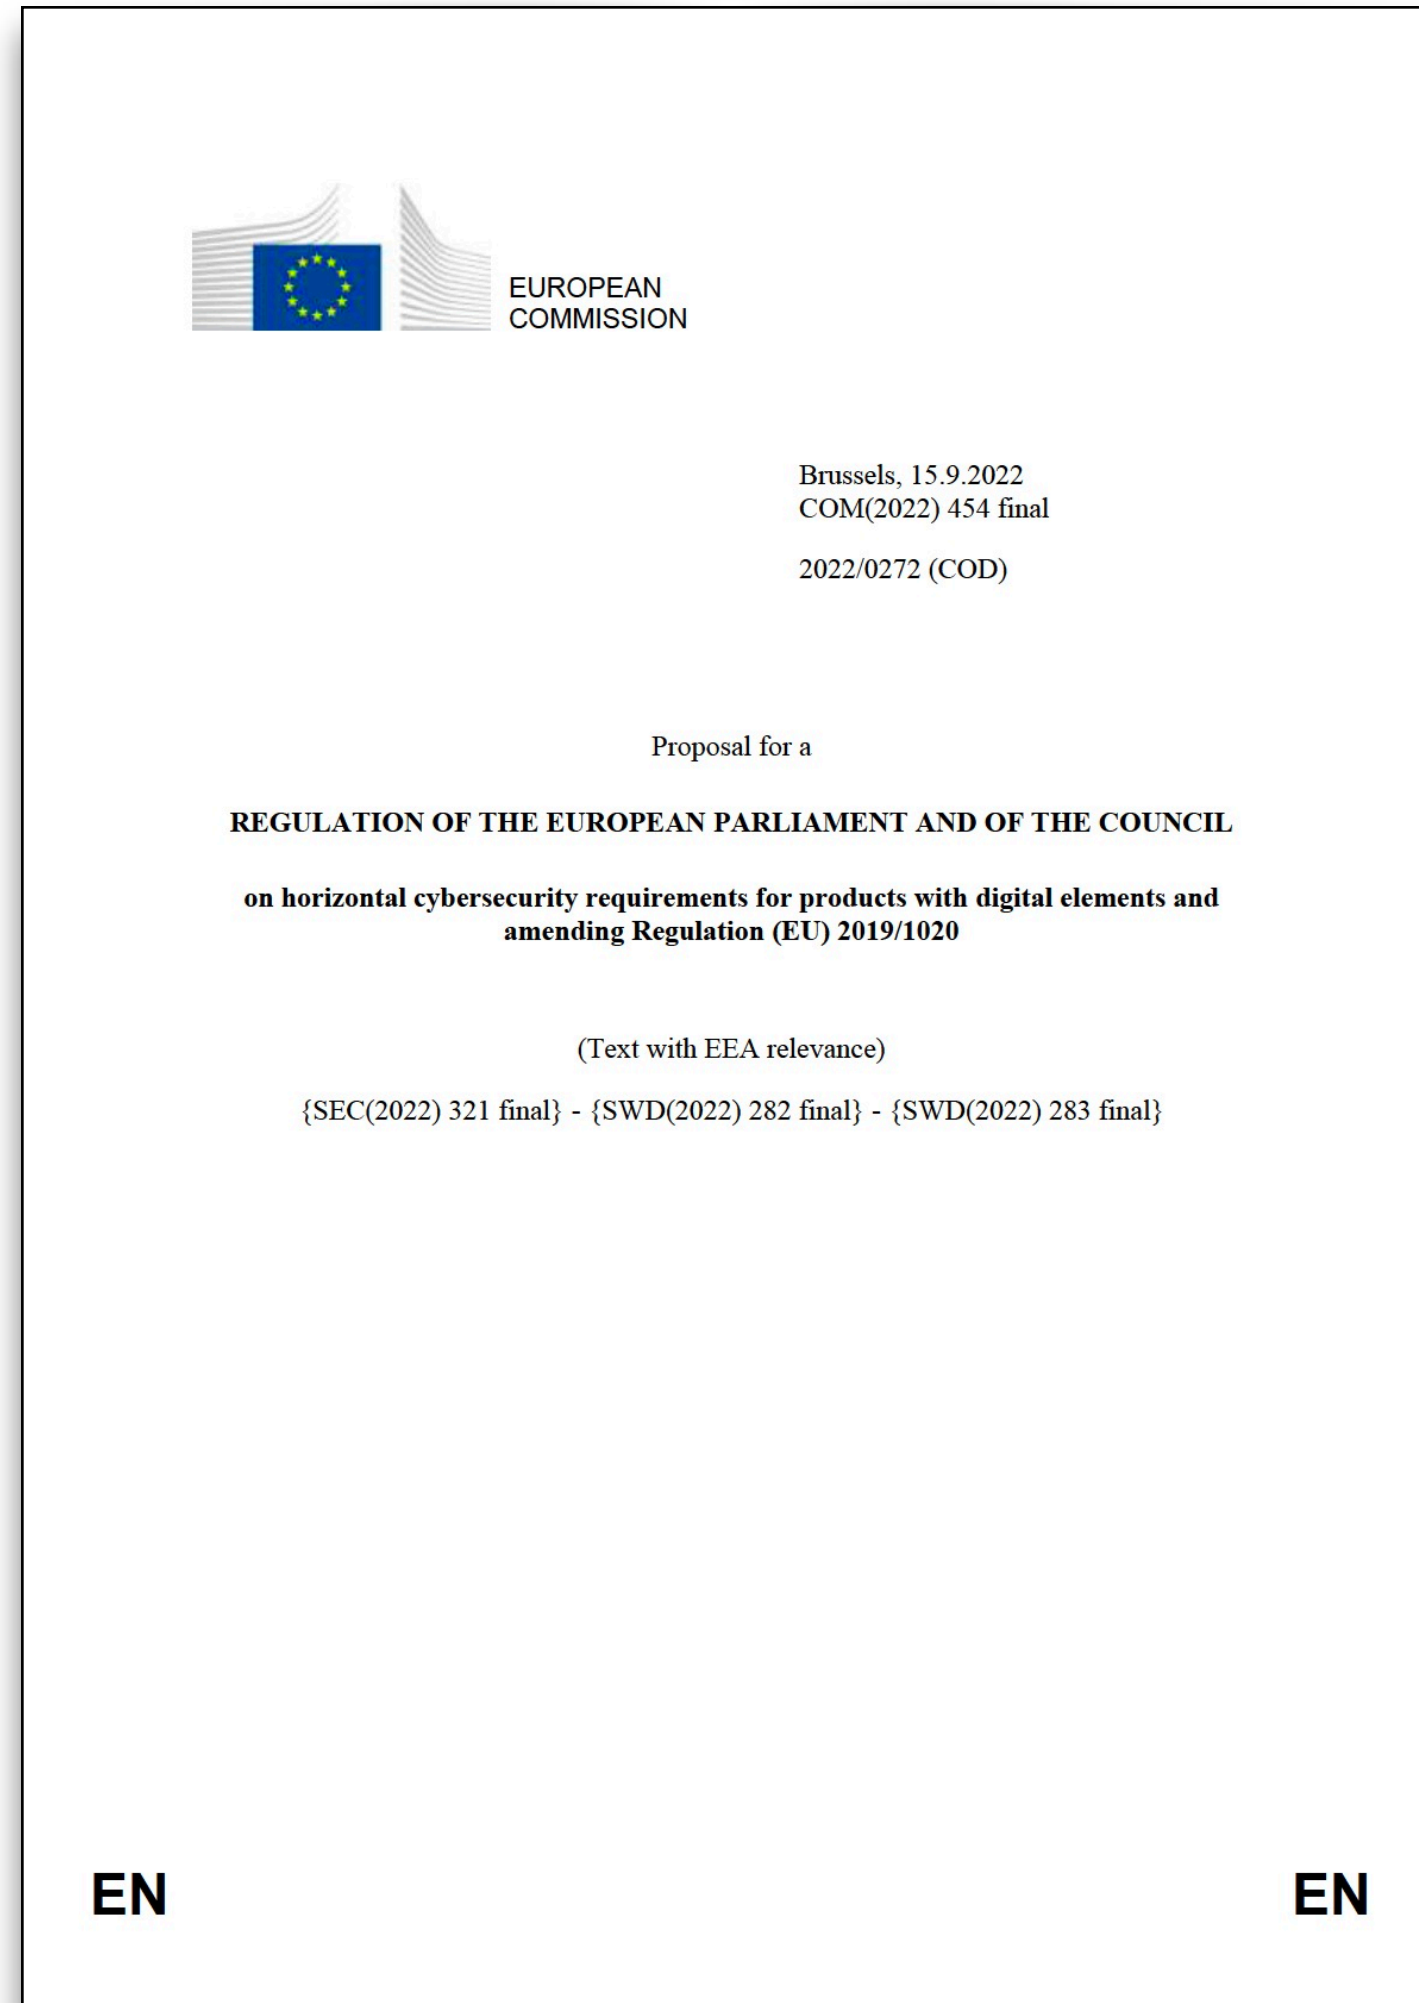 EUROPEAN
COMMISSION
Brussels, 15.9.2022
COM(2022) 454 final
2022/0272 (COD)
Proposal for a
REGULATION OF THE EUROPEAN PARLIAMENT AND OF THE COUNCIL
on horizontal cybersecurity requirements for products with digital elements and
amending Regulation (EU) 2019/1020
(Text with EEA relevance)
{SEC(2022) 321 final} - {SWD(2022) 282 final} - {SWD(2022) 283 final}
EN EN